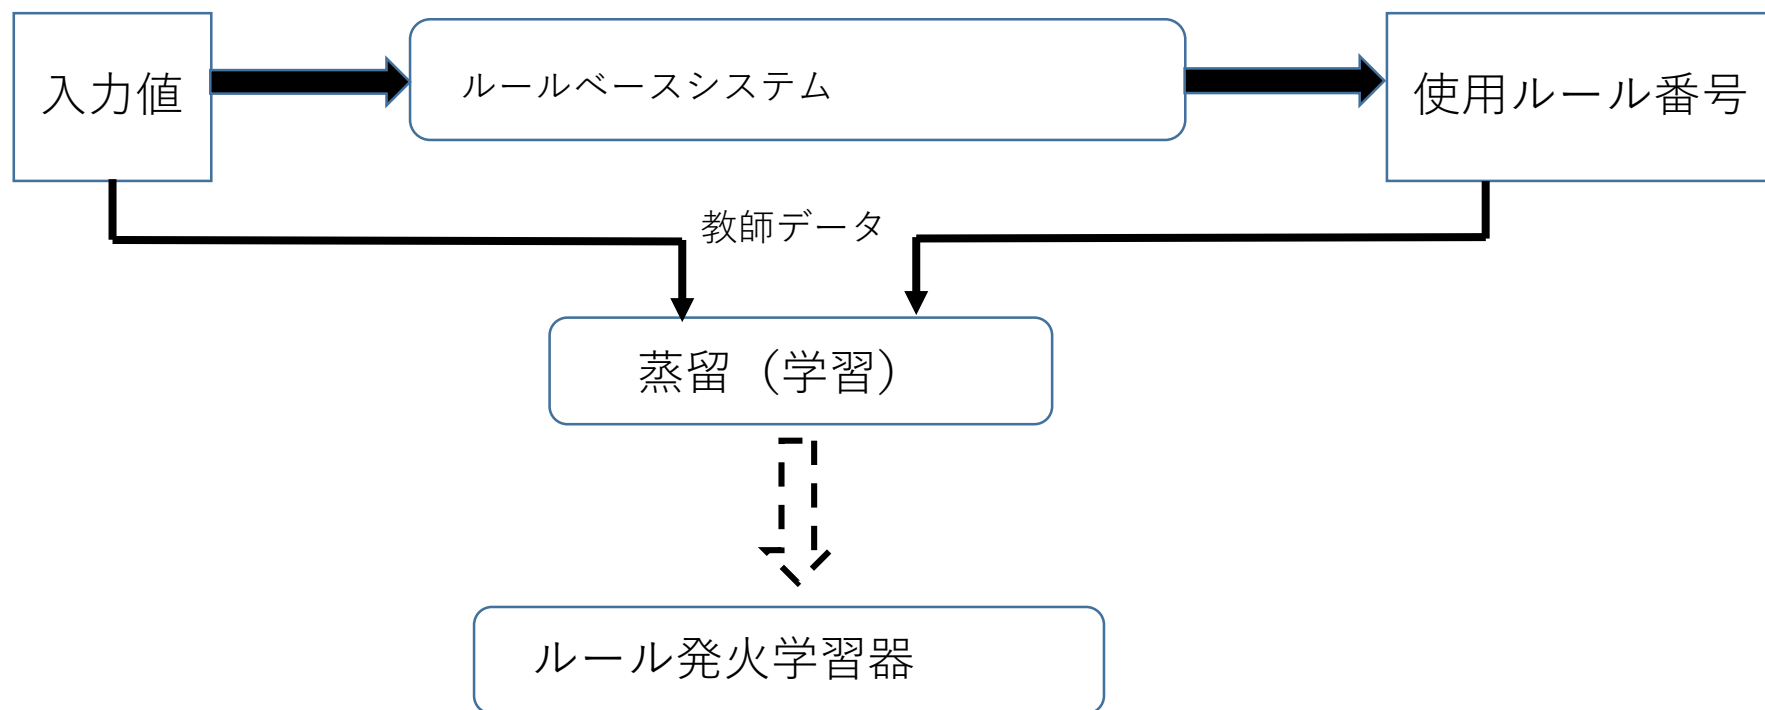 入力値
ルールベースシステム
使用ルール番号
教師データ
蒸留（学習）
ルール発火学習器